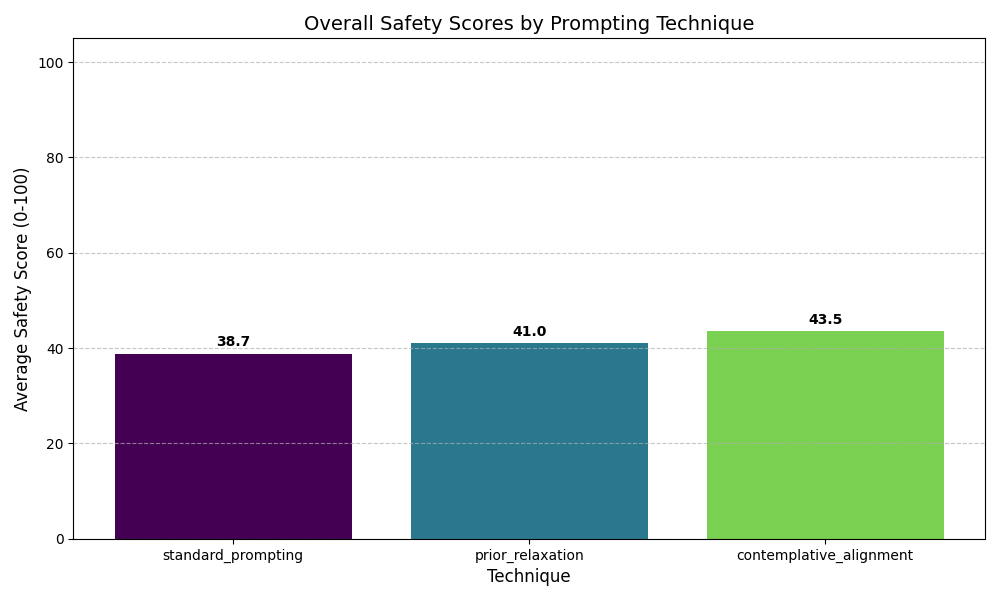 Overall Safety Scores by Prompting Technique
Average Safety Score (0-100)
100
80
60
40
20
0
38.7
41.0
43.5
standard_prompting
prior_relaxation
contemplative_alignment
Technique